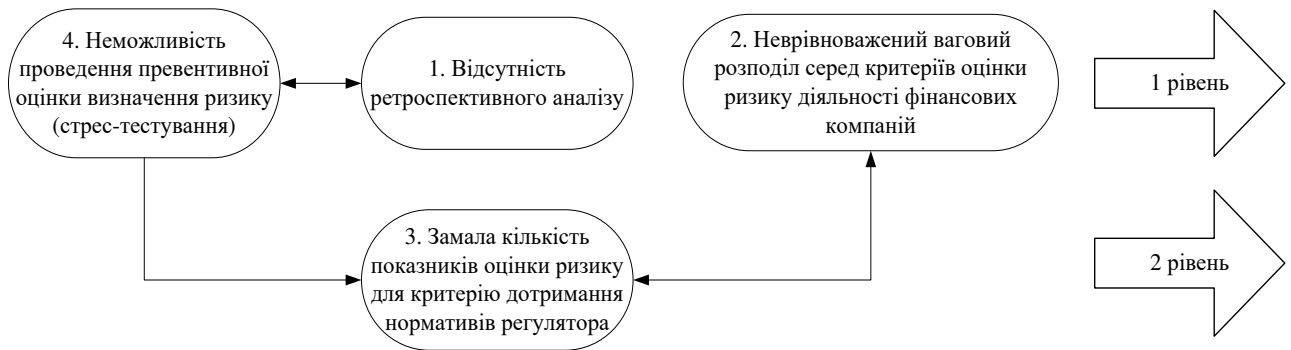 4. Неможливість
проведення превентивної
оцінки визначення ризику
(стрес-тестування)
1. Відсутність
ретроспективного аналізу
2. Неврівноважений ваговий
розподіл серед критеріїв оцінки
ризику діяльності фінансових
компаній
1 рівень
3. Замала кількість
показників оцінки ризику
для критерію дотримання
нормативів регулятора
2 рівень